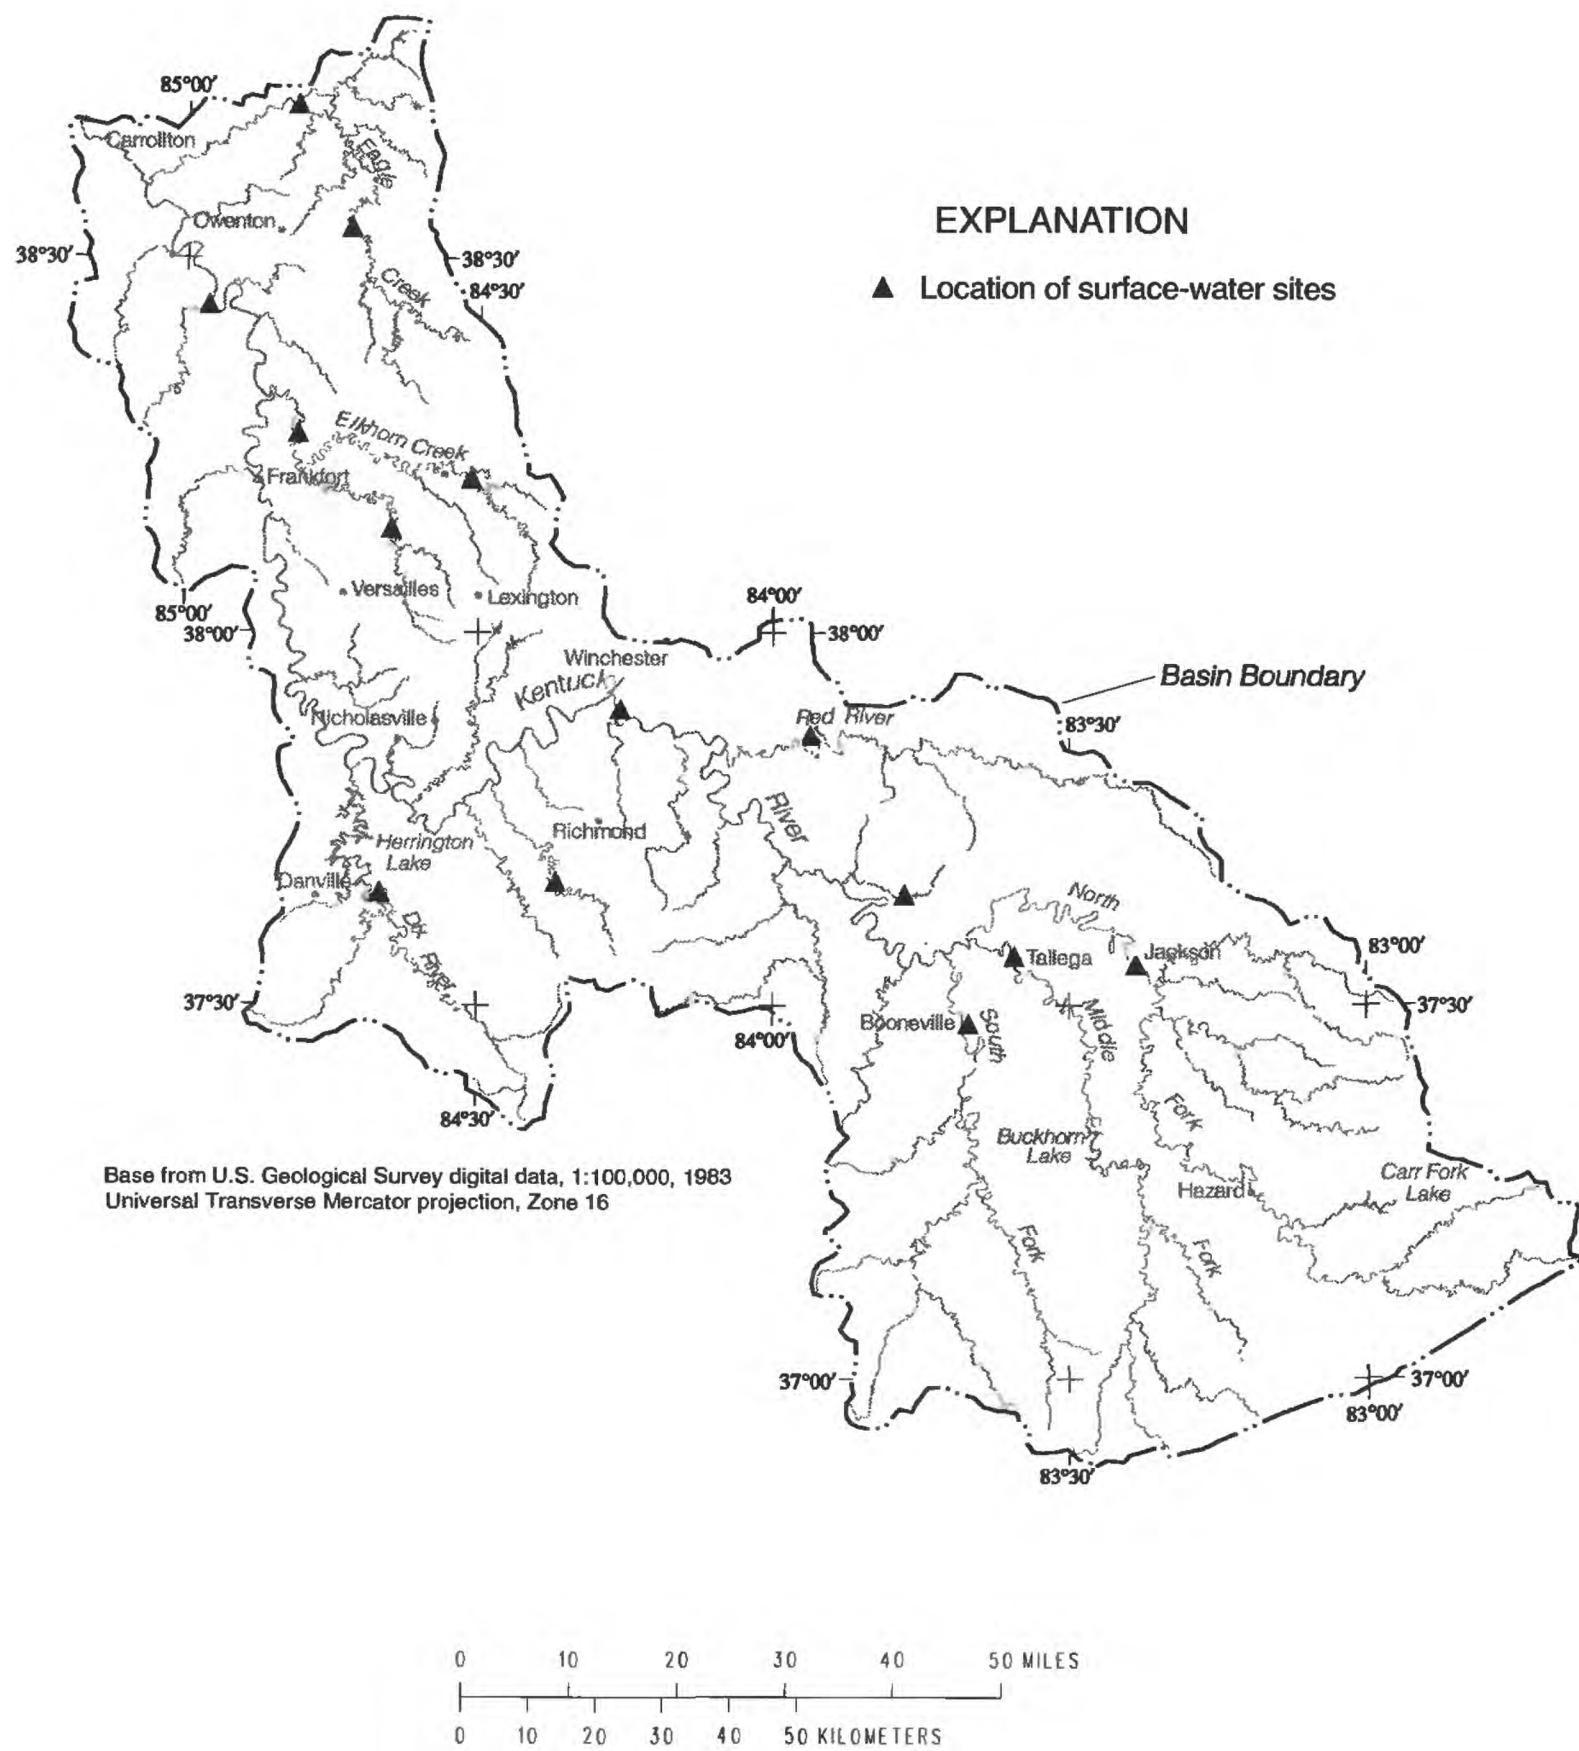 85°00′
Carrollton
Eagle
Owenton
38°30′
38°30′
Creek
84°30′
EXPLANATION
Location of surface-water sites
Elkhorn Creek
Frankfort
Versailles
Lexington
85°00′
84°00′
38°00′
38°00′
Winchester
Kentucky
Basin Boundary
Nicholasville
Red River
83°30′
River
Richmond
Herrington
Lake
Danville
Dix River
North
83°00′
Tallega
Jackson
37°30′
37°30′
Booneville
South
Middle
84°00′
84°30′
Fork
Buckhorn
Lake
Hazard
Carr Fork
Lake
Base from U.S. Geological Survey digital data, 1:100,000, 1983
Universal Transverse Mercator projection, Zone 16
Fork
Fork
37°00′
37°00′
83°00′
83°30′
0 10 20 30 40 50 MILES
0 10 20 30 40 50 KILOMETERS